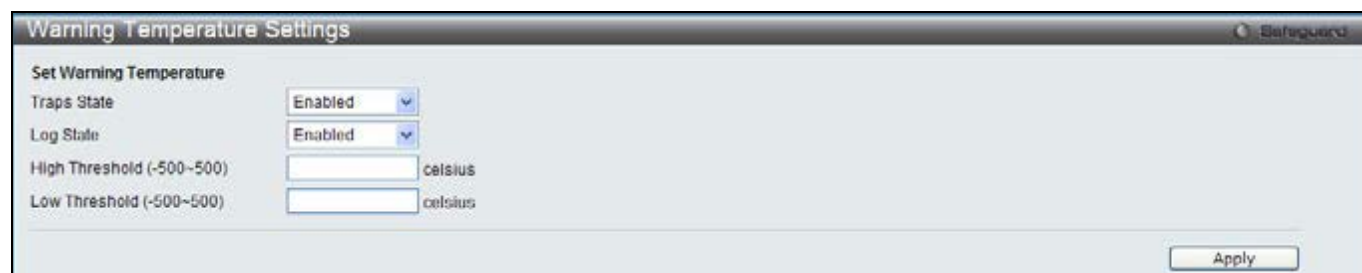 Warning Temperature Settings
Safeguard
Set Warning Temperature
Traps State Enabled
Log State Enabled
High Threshold (-500~500) celsius
Low Threshold (-500~500) celsius
Apply